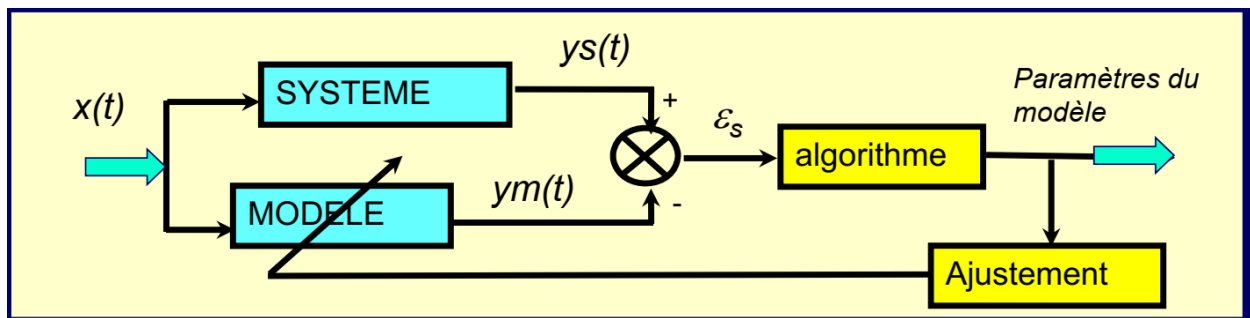 ys(t)
Paramètres du
modèle
SYSTEME
x(t)
+
εs
algorithme
ym(t)
MODELE
-
Ajustement